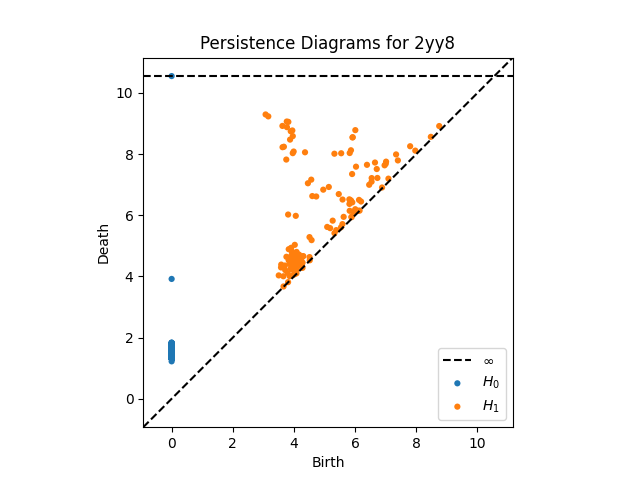 Persistence Diagrams for 2yy8
Death
10
8
6
4
2
0
0 2 4 6 8 10
Birth
∞
H₀
H₁